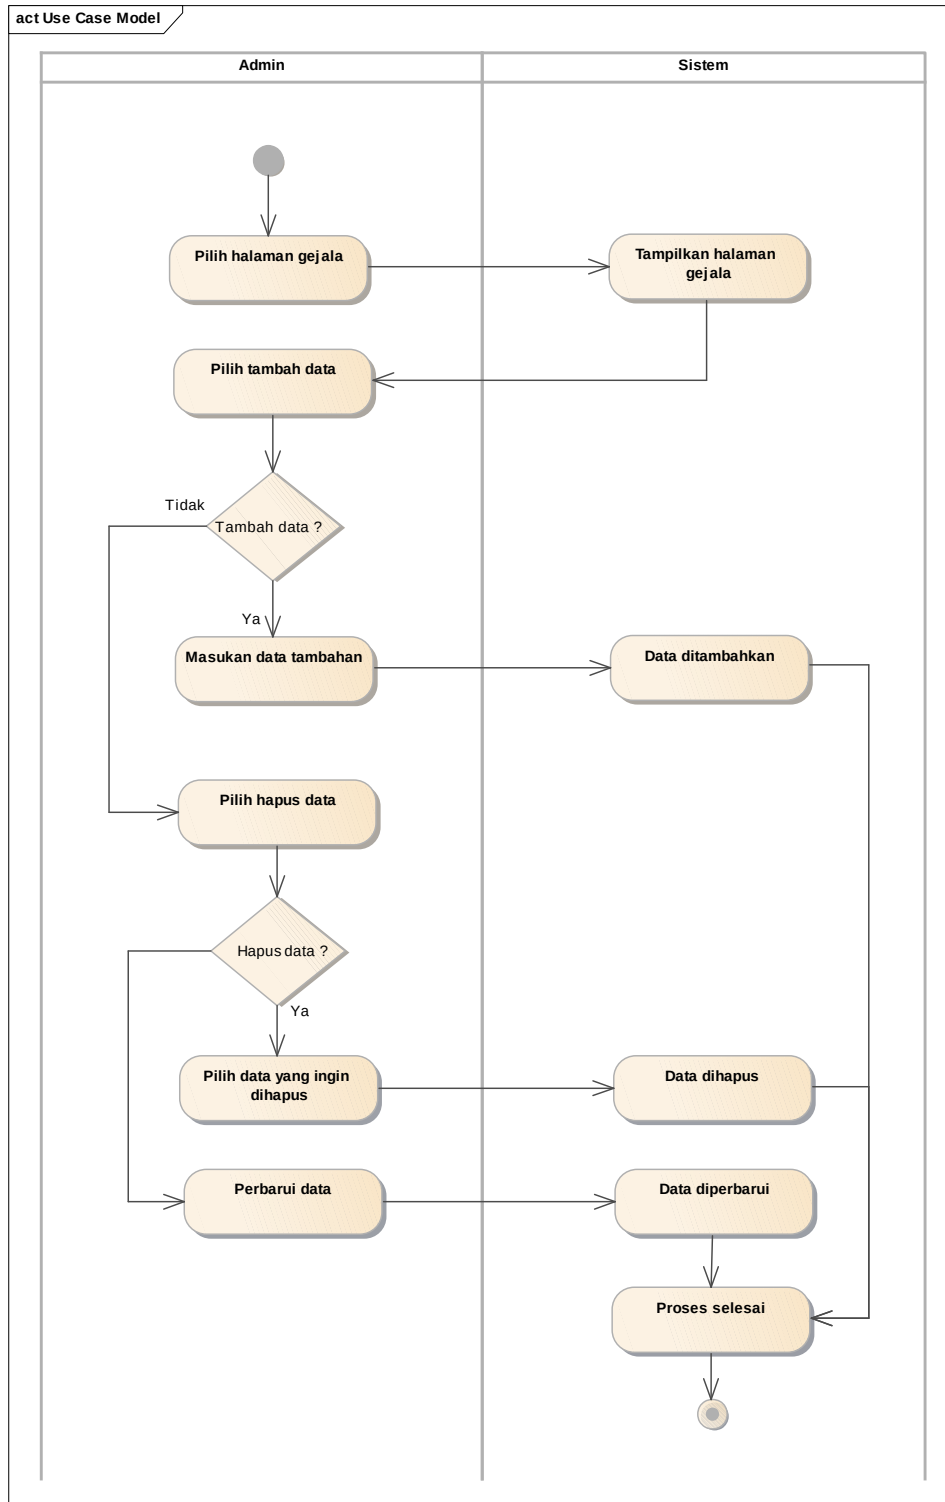 act Use Case Model
Admin
Sistem
Pilih halaman gejala
Tampilkan halaman
gejala
Pilih tambah data
Tidak
Tambah data ?
Ya
Masukan data tambahan
Data ditambahkan
Pilih hapus data
Hapus data ?
Ya
Pilih data yang ingin
dihapus
Data dihapus
Perbarui data
Data diperbarui
Proses selesai